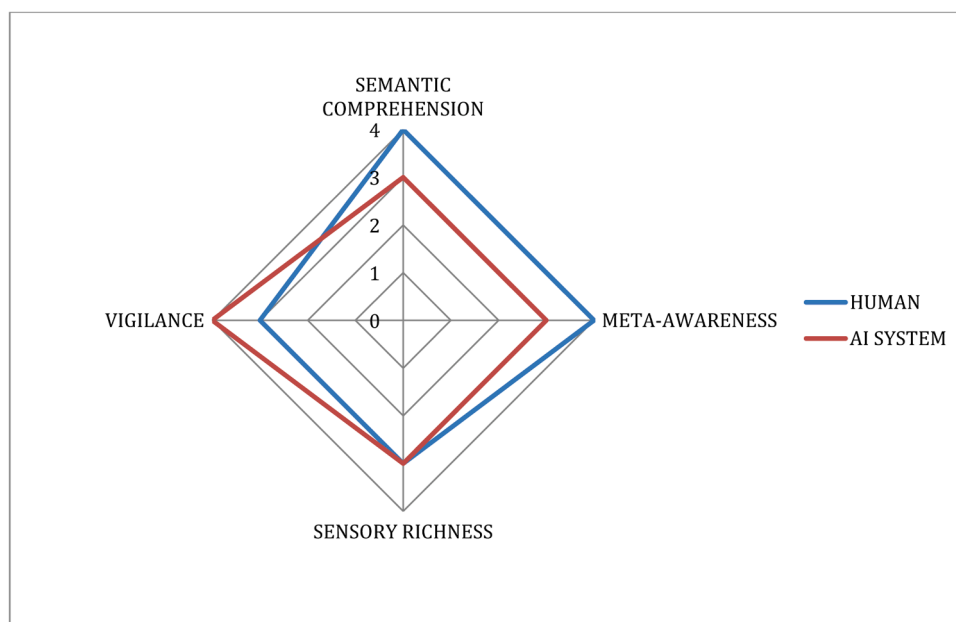 SEMANTIC
COMPREHENSION
4
3
2
1
0
VIGILANCE
META-AWARENESS
SENSORY RICHNESS
HUMAN
AI SYSTEM